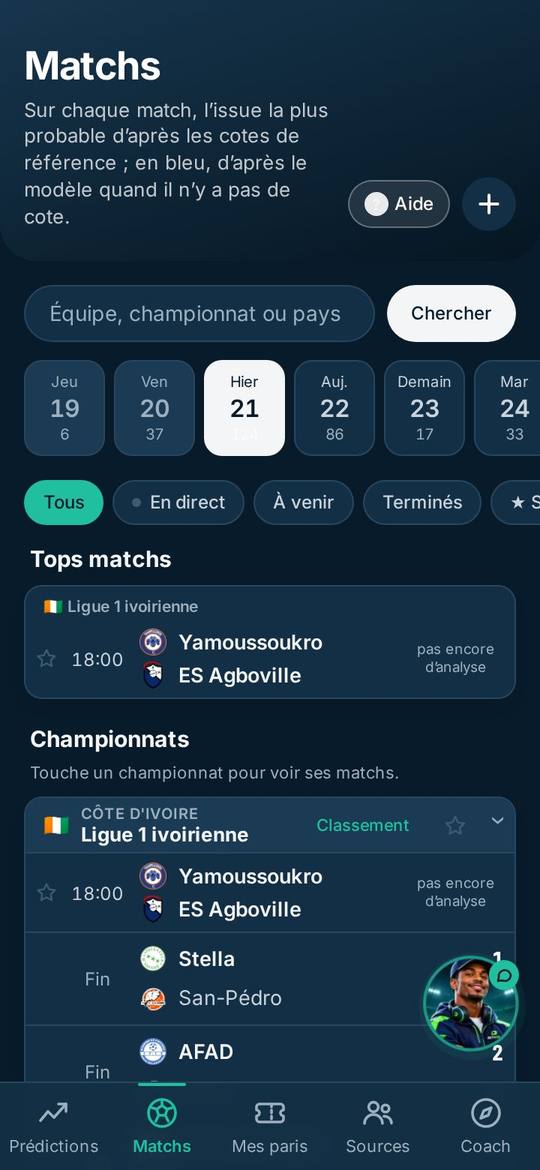 Matchs
Sur chaque match, l’issue la plus
probable d’après les cotes de
référence ; en bleu, d’après le
modèle quand il n’y a pas de
cote.
Aide
Équipe, championnat ou pays
Chercher
Jeu
19
6
Ven
20
37
Hier
21
124
Auj.
22
86
Demain
23
17
Mar
24
33
Tous
En direct
À venir
Terminés
★ S
Tops matchs
Ligue 1 ivoirienne
18:00
Yamoussoukro
ES Agboville
pas encore
d’analyse
Championnats
Touche un championnat pour voir ses matchs.
CÔTE D'IVOIRE
Ligue 1 ivoirienne
Classement
18:00
Yamoussoukro
ES Agboville
pas encore
d’analyse
Fin
Stella
1
San-Pédro
Fin
AFAD
2
Prédictions
Matchs
Mes paris
Sources
Coach